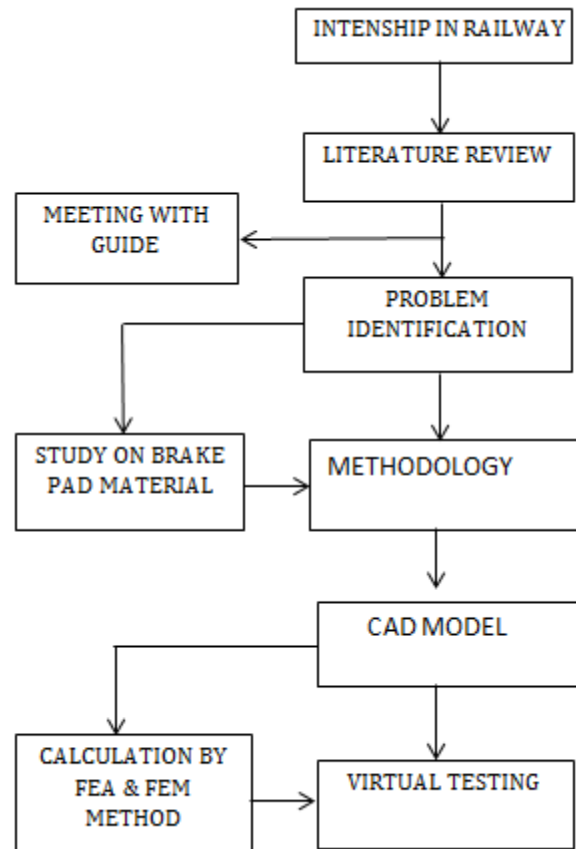 INTENSHIP IN RAILWAY
LITERATURE REVIEW
MEETING WITH
GUIDE
PROBLEM
IDENTIFICATION
STUDY ON BRAKE
PAD MATERIAL
METHODOLOGY
CAD MODEL
CALCULATION BY
FEA & FEM
METHOD
VIRTUAL TESTING